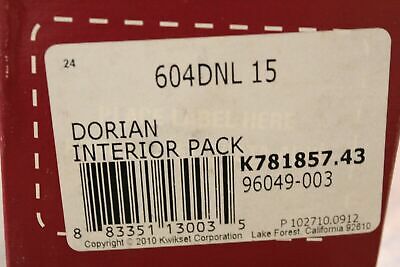 24
604DNL 15
DORIAN
INTERIOR PACK
K781857.43
96049-003
8 83351 13003 5
P 102710.0912
Copyright © 2010 Kwikset Corporation Lake Forest, California 92610